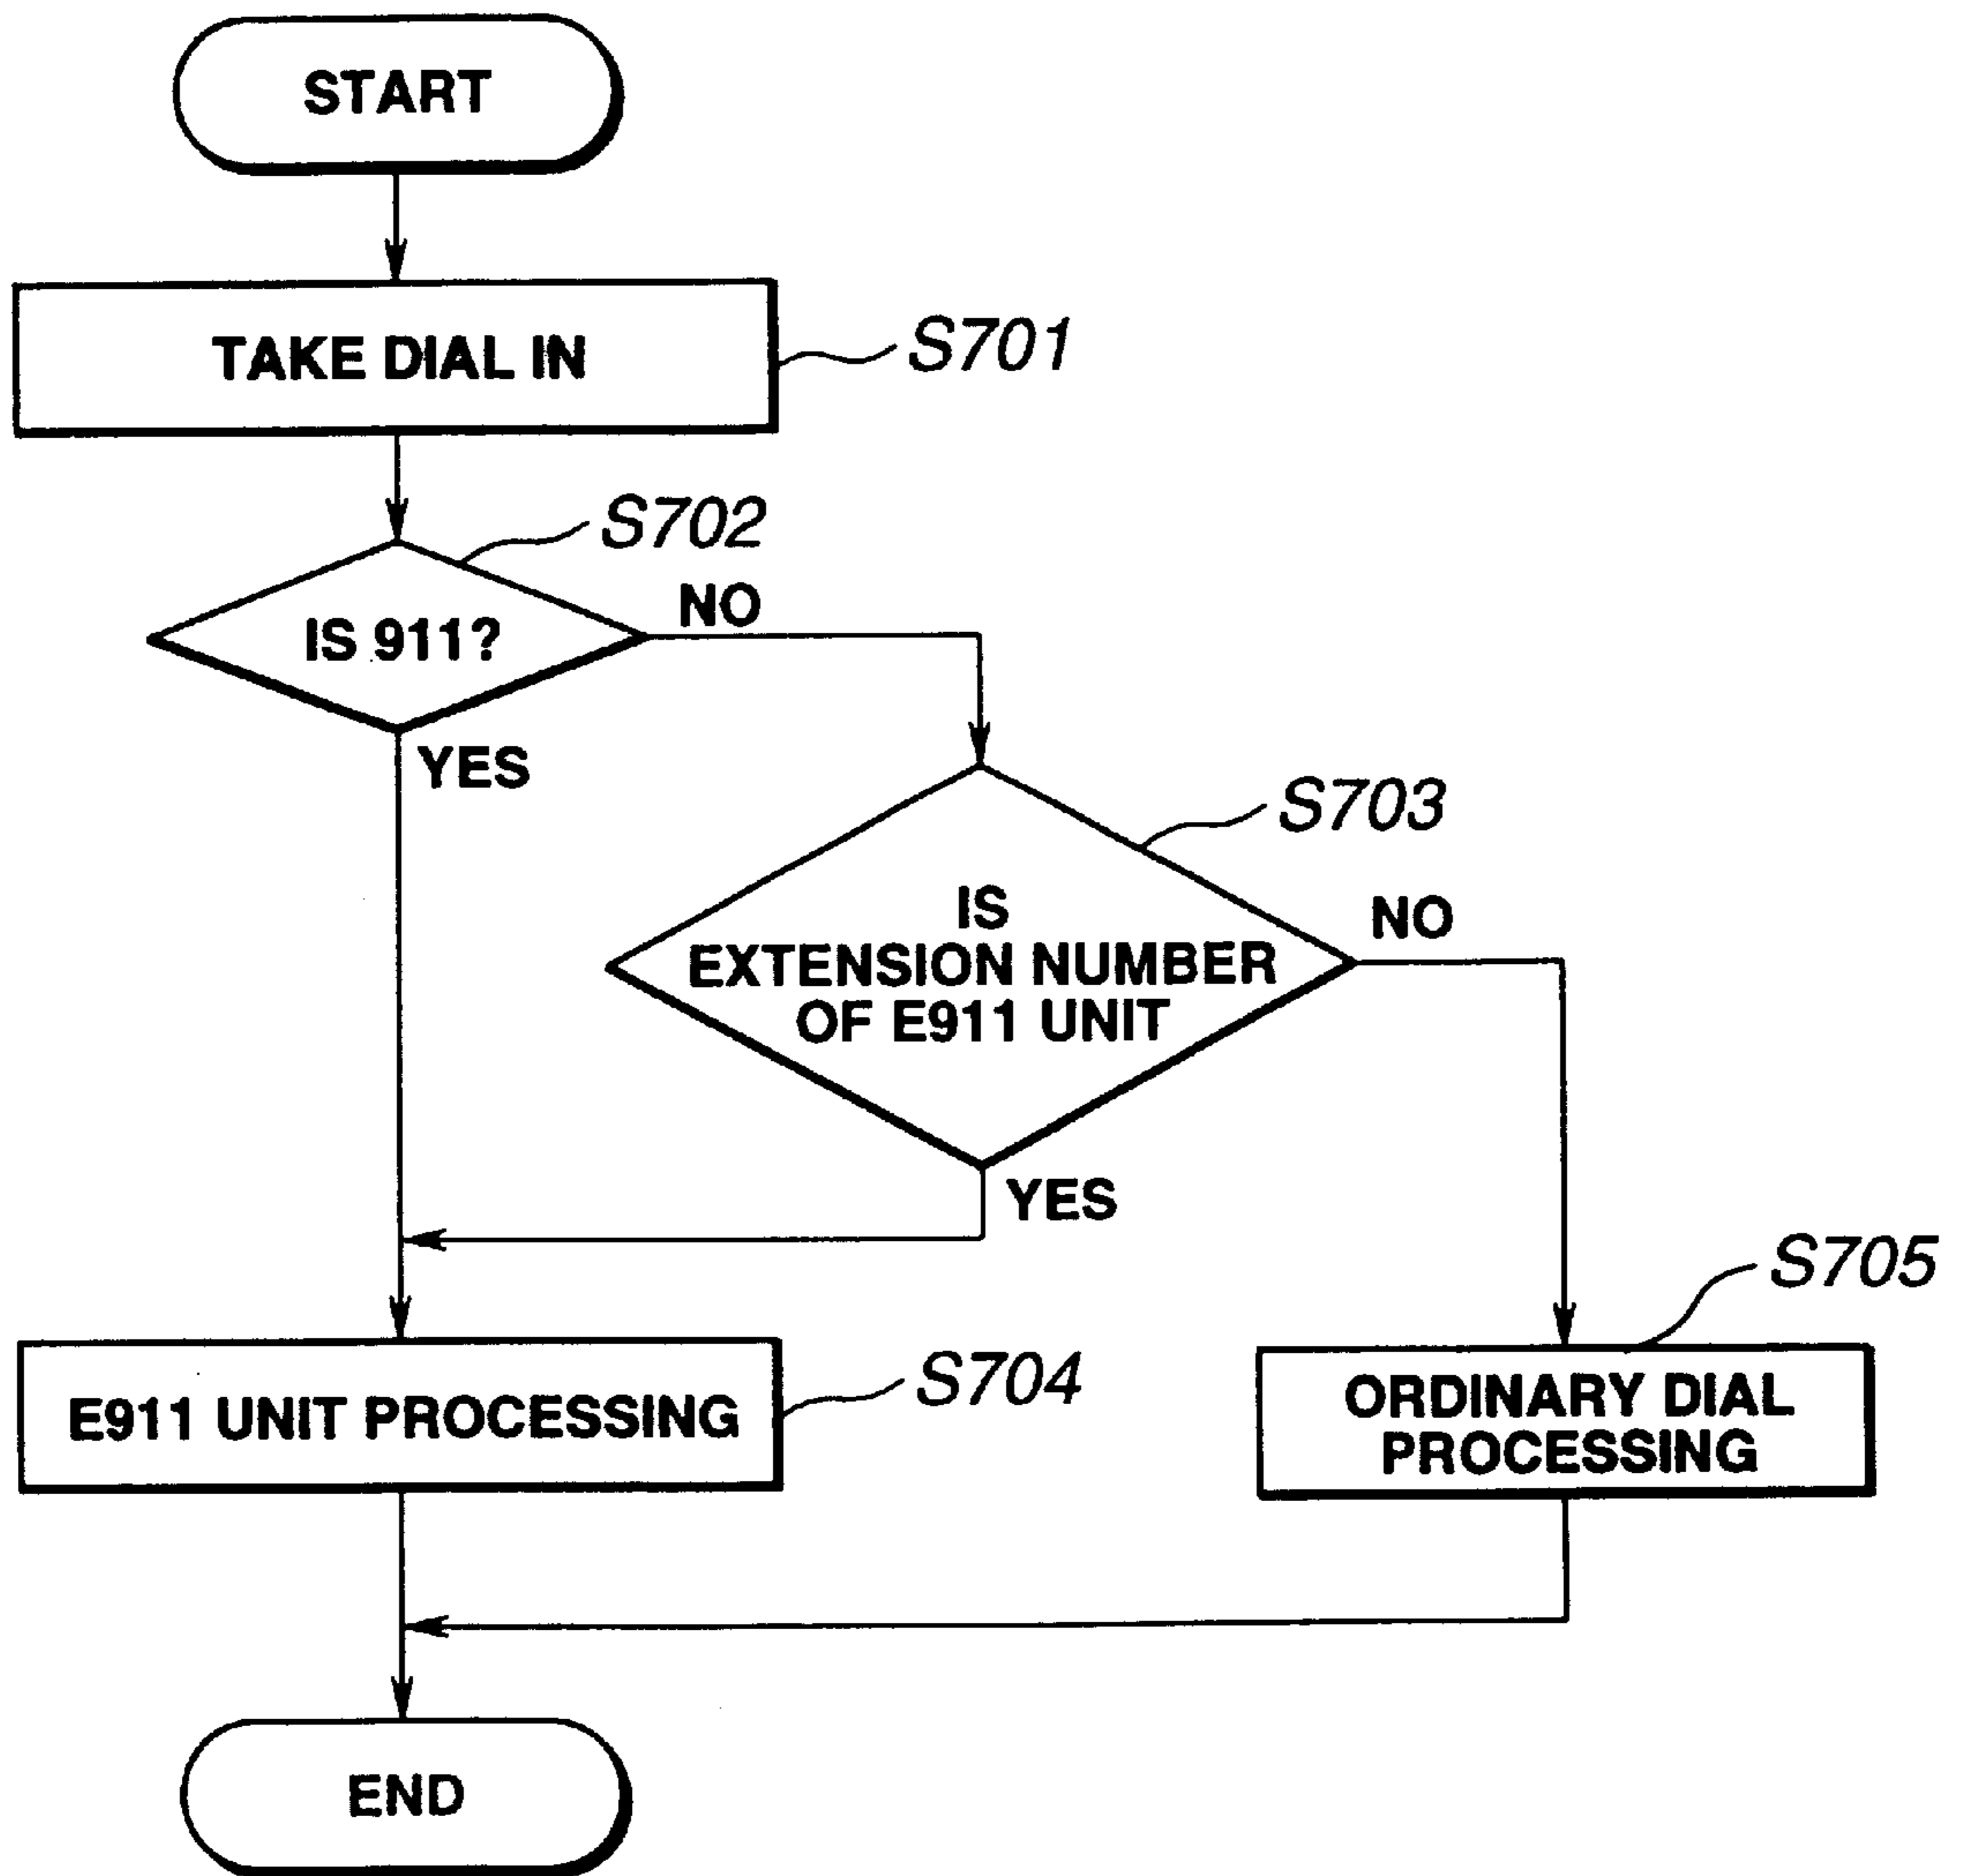 START
TAKE DIAL IN
S701
S702
IS 911?
NO
YES
S703
IS
EXTENSION NUMBER
OF E911 UNIT
NO
YES
S705
E911 UNIT PROCESSING
S704
ORDINARY DIAL
PROCESSING
END